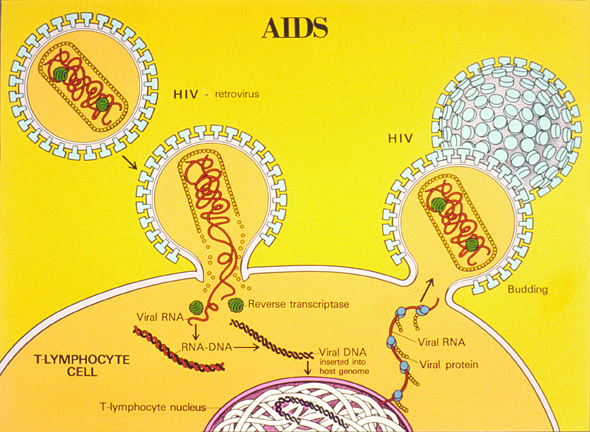 AIDS
HIV - retrovirus
HIV
Budding
Reverse transcriptase
Viral RNA
RNA-DNA
Viral DNA
inserted into
host genome
Viral RNA
Viral protein
T-LYMPHOCYTE
CELL
T-lymphocyte nucleus